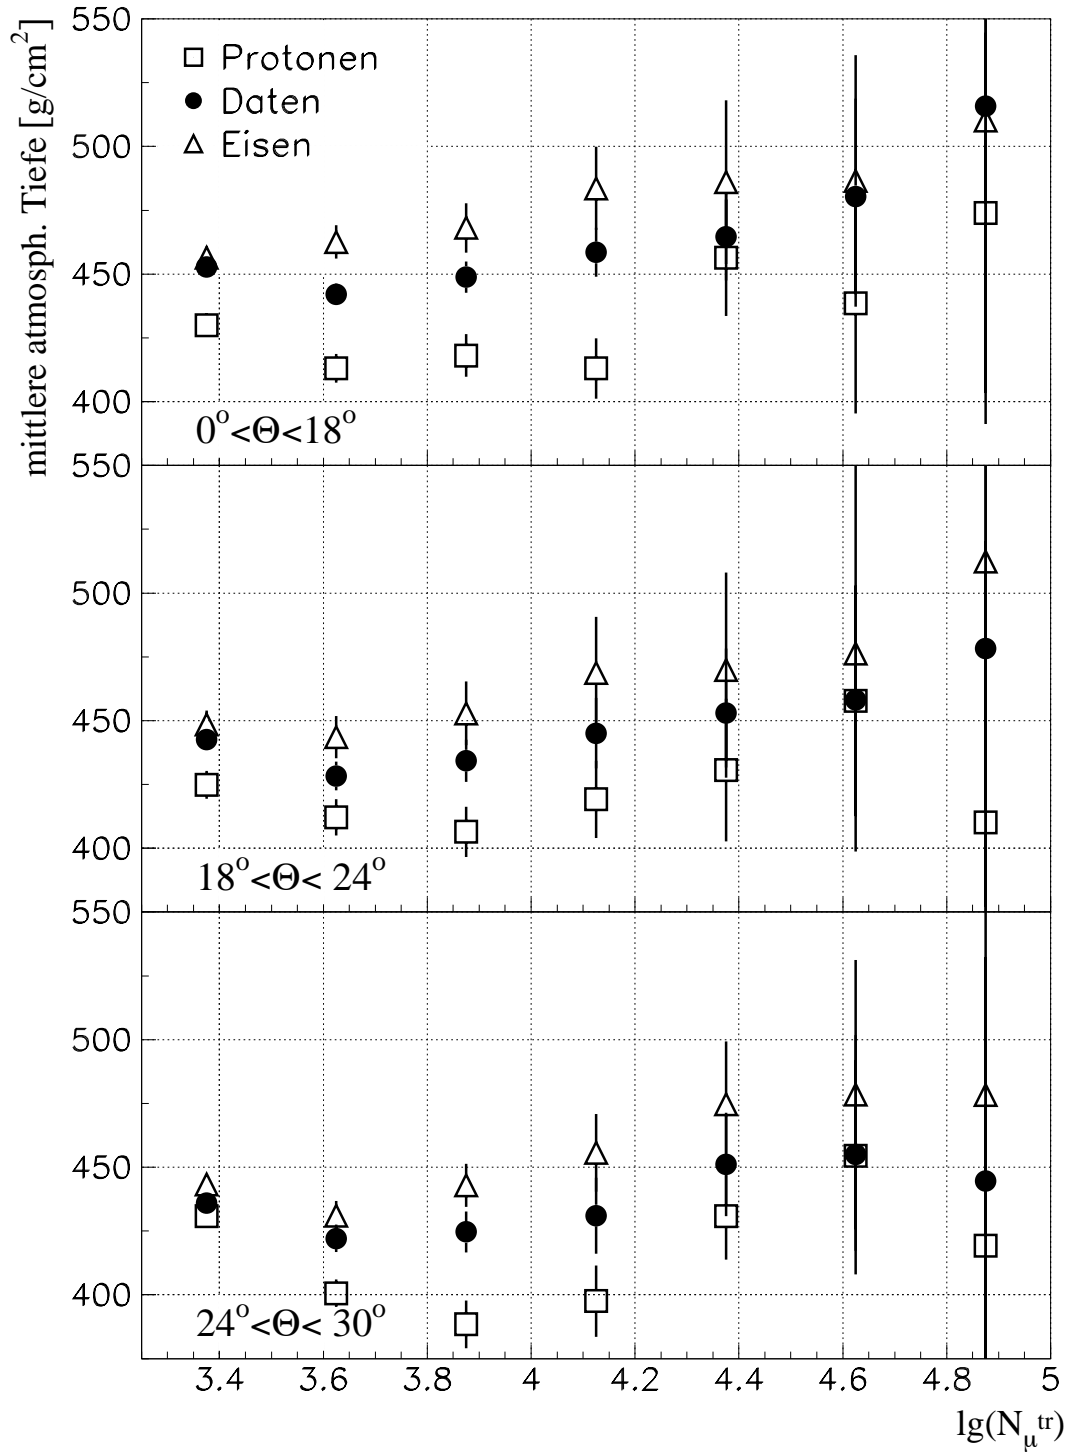 mittlere atmosph. Tiefe [g/cm²]
550
Protonen
Daten
Eisen
500
450
400
0°<Θ<18°
550
500
450
400
18°<Θ< 24°
550
500
450
400
24°<Θ< 30°
3.4 3.6 3.8 4 4.2 4.4 4.6 4.8 5
lg(N_μ^tr)